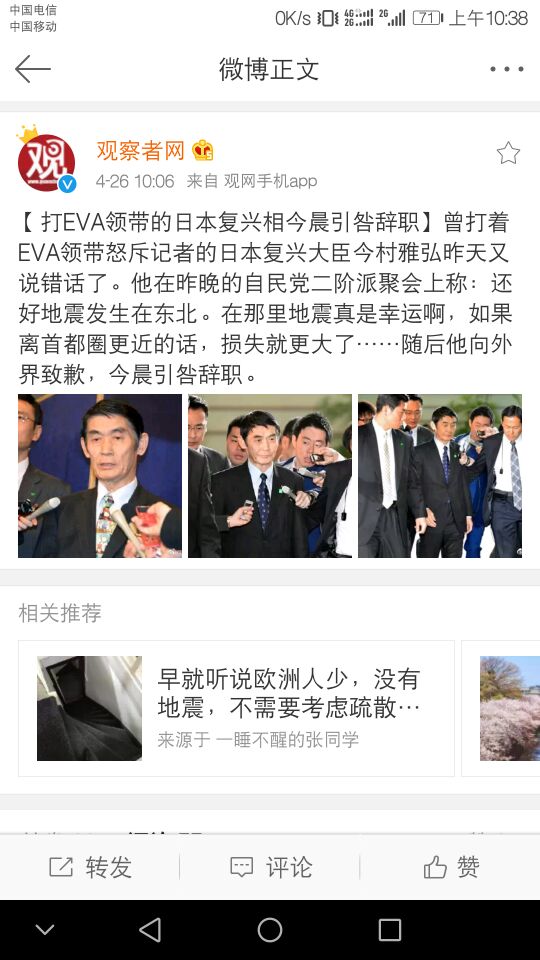 中国电信
中国移动
0K/s 4G 2G 2G 71 上午10:38
微博正文
观
观察者网
4-26 10:06 来自 观网手机app
【 打EVA领带的日本复兴相今晨引咎辞职】曾打着
EVA领带怒斥记者的日本复兴大臣今村雅弘昨天又
说错话了。他在昨晚的自民党二阶派聚会上称：还
好地震发生在东北。在那里地震真是幸运啊，如果
离首都圈更近的话，损失就更大了……随后他向外
界致歉，今晨引咎辞职。
相关推荐
早就听说欧洲人少，没有
地震，不需要考虑疏散…
来源于 一睡不醒的张同学
转发
评论
赞